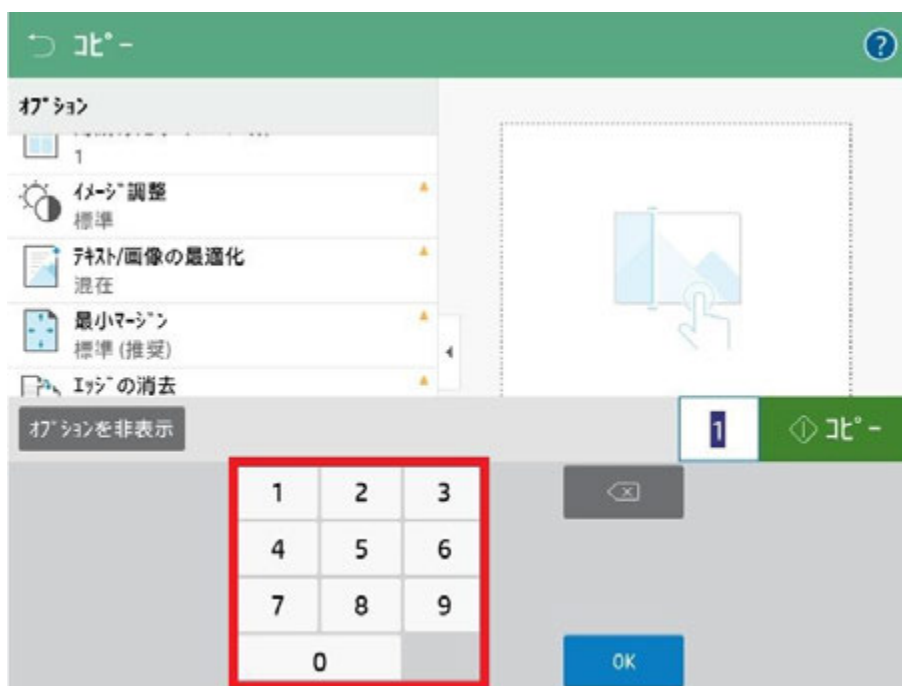 コピー
?
オプション
1
イメージ調整
標準
テキスト/画像の最適化
混在
最小マージン
標準 (推奨)
エッジの消去
オプションを非表示
1
コピー
1 2 3
4 5 6
7 8 9
0
OK